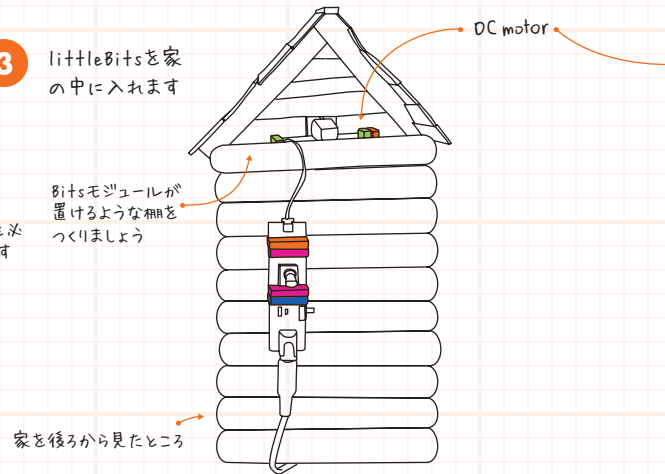 3
littleBitsを家
の中に入れます
DC motor
Bitsモジュールが
置けるような棚を
つくりましょう
必
す
家を後ろから見たところ